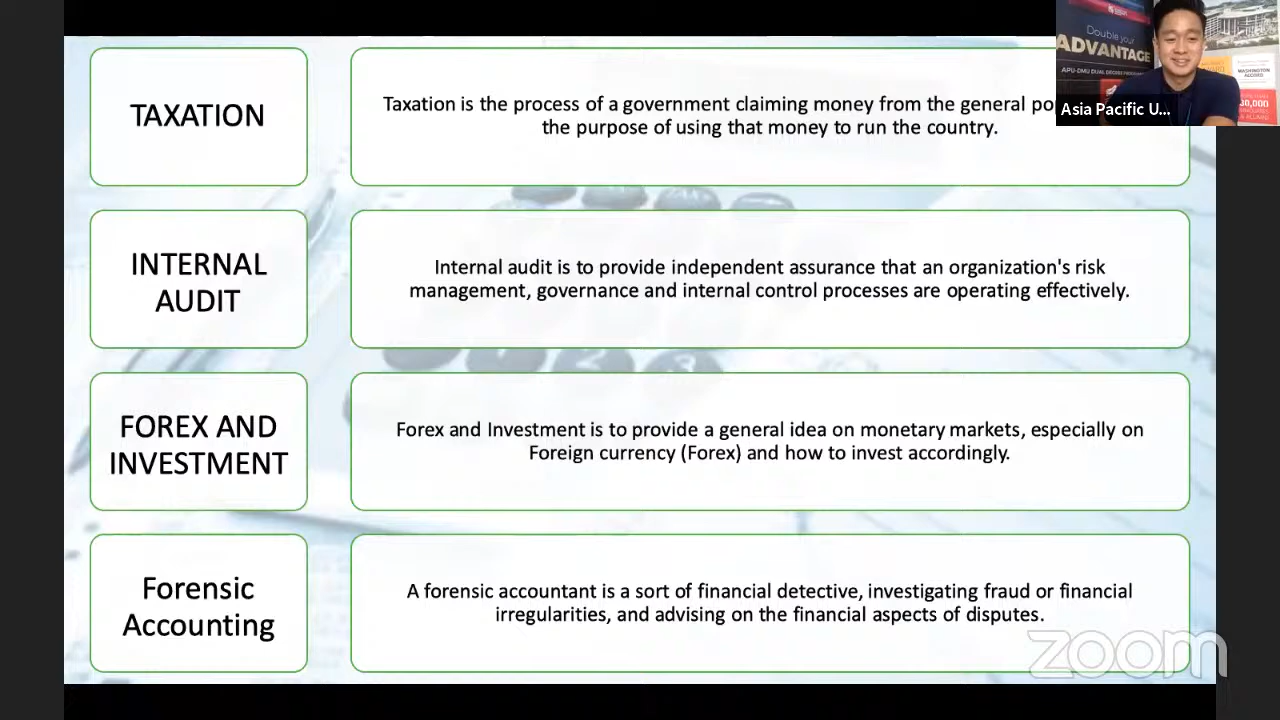 TAXATION
Taxation is the process of a government claiming money from the general
the purpose of using that money to run the country.
INTERNAL
AUDIT
Internal audit is to provide independent assurance that an organization's risk
management, governance and internal control processes are operating effectively.
FOREX AND
INVESTMENT
Forex and Investment is to provide a general idea on monetary markets, especially on
Foreign currency (Forex) and how to invest accordingly.
Forensic
Accounting
A forensic accountant is a sort of financial detective, investigating fraud or financial
irregularities, and advising on the financial aspects of disputes.
Double your
ADVANTAGE
APU-DMU DUAL DEGREE
WASHINGTON
ACCORD
Asia Pacific U...
zoom